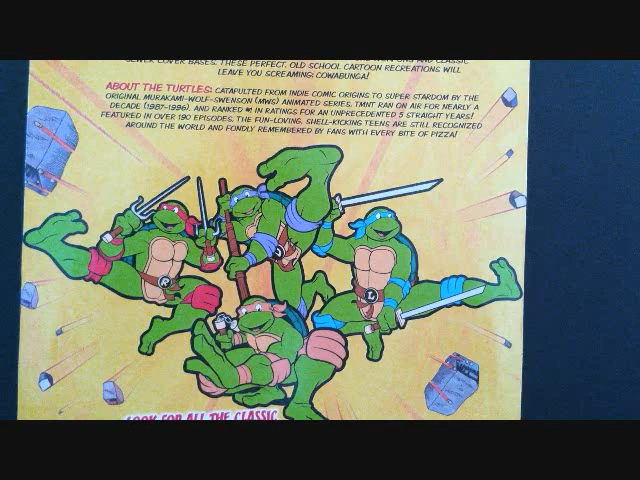 SEWER COVER BASES. THESE PERFECT, OLD SCHOOL CARTOON RECREATIONS WILL
LEAVE YOU SCREAMING: COWABUNGA!
ABOUT THE TURTLES: CATAPULTED FROM INDIE COMIC ORIGINS TO SUPER STARDOM BY THE
ORIGINAL MURAKAMI-WOLF-SWENSON (MWS) ANIMATED SERIES, TMNT RAN ON AIR FOR NEARLY A
DECADE (1987-1996), AND RANKED #1 IN RATINGS FOR AN UNPRECEDENTED 5 STRAIGHT YEARS!
FEATURED IN OVER 190 EPISODES, THE FUN-LOVING, SHELL-KICKING TEENS ARE STILL RECOGNIZED
AROUND THE WORLD AND FONDLY REMEMBERED BY FANS WITH EVERY BITE OF PIZZA!
D
R
L
LOOK FOR ALL THE CLASSIC